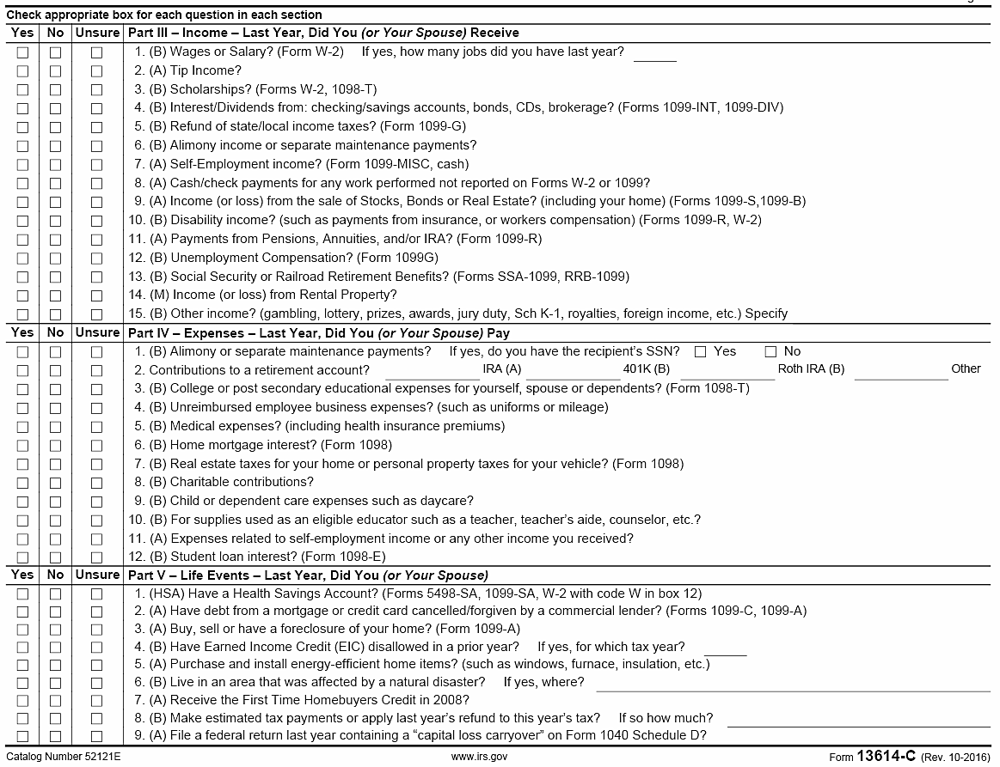 Check appropriate box for each question in each section
Yes No Unsure Part III – Income – Last Year, Did You (or Your Spouse) Receive
1. (B) Wages or Salary? (Form W-2) If yes, how many jobs did you have last year?
2. (A) Tip Income?
3. (B) Scholarships? (Forms W-2, 1098-T)
4. (B) Interest/Dividends from: checking/savings accounts, bonds, CDs, brokerage? (Forms 1099-INT, 1099-DIV)
5. (B) Refund of state/local income taxes? (Form 1099-G)
6. (B) Alimony income or separate maintenance payments?
7. (A) Self-Employment income? (Form 1099-MISC, cash)
8. (A) Cash/check payments for any work performed not reported on Forms W-2 or 1099?
9. (A) Income (or loss) from the sale of Stocks, Bonds or Real Estate? (including your home) (Forms 1099-S,1099-B)
10. (B) Disability income? (such as payments from insurance, or workers compensation) (Forms 1099-R, W-2)
11. (A) Payments from Pensions, Annuities, and/or IRA? (Form 1099-R)
12. (B) Unemployment Compensation? (Form 1099G)
13. (B) Social Security or Railroad Retirement Benefits? (Forms SSA-1099, RRB-1099)
14. (M) Income (or loss) from Rental Property?
15. (B) Other income? (gambling, lottery, prizes, awards, jury duty, Sch K-1, royalties, foreign income, etc.) Specify
Yes No Unsure Part IV – Expenses – Last Year, Did You (or Your Spouse) Pay
1. (B) Alimony or separate maintenance payments? If yes, do you have the recipient's SSN? Yes No
2. Contributions to a retirement account? IRA (A) 401K (B) Roth IRA (B) Other
3. (B) College or post secondary educational expenses for yourself, spouse or dependents? (Form 1098-T)
4. (B) Unreimbursed employee business expenses? (such as uniforms or mileage)
5. (B) Medical expenses? (including health insurance premiums)
6. (B) Home mortgage interest? (Form 1098)
7. (B) Real estate taxes for your home or personal property taxes for your vehicle? (Form 1098)
8. (B) Charitable contributions?
9. (B) Child or dependent care expenses such as daycare?
10. (B) For supplies used as an eligible educator such as a teacher, teacher's aide, counselor, etc.?
11. (A) Expenses related to self-employment income or any other income you received?
12. (B) Student loan interest? (Form 1098-E)
Yes No Unsure Part V – Life Events – Last Year, Did You (or Your Spouse)
1. (HSA) Have a Health Savings Account? (Forms 5498-SA, 1099-SA, W-2 with code W in box 12)
2. (A) Have debt from a mortgage or credit card cancelled/forgiven by a commercial lender? (Forms 1099-C, 1099-A)
3. (A) Buy, sell or have a foreclosure of your home? (Form 1099-A)
4. (B) Have Earned Income Credit (EIC) disallowed in a prior year? If yes, for which tax year?
5. (A) Purchase and install energy-efficient home items? (such as windows, furnace, insulation, etc.)
6. (B) Live in an area that was affected by a natural disaster? If yes, where?
7. (A) Receive the First Time Homebuyers Credit in 2008?
8. (B) Make estimated tax payments or apply last year's refund to this year's tax? If so how much?
9. (A) File a federal return last year containing a "capital loss carryover" on Form 1040 Schedule D?
Catalog Number 52121E www.irs.gov Form 13614-C (Rev. 10-2016)